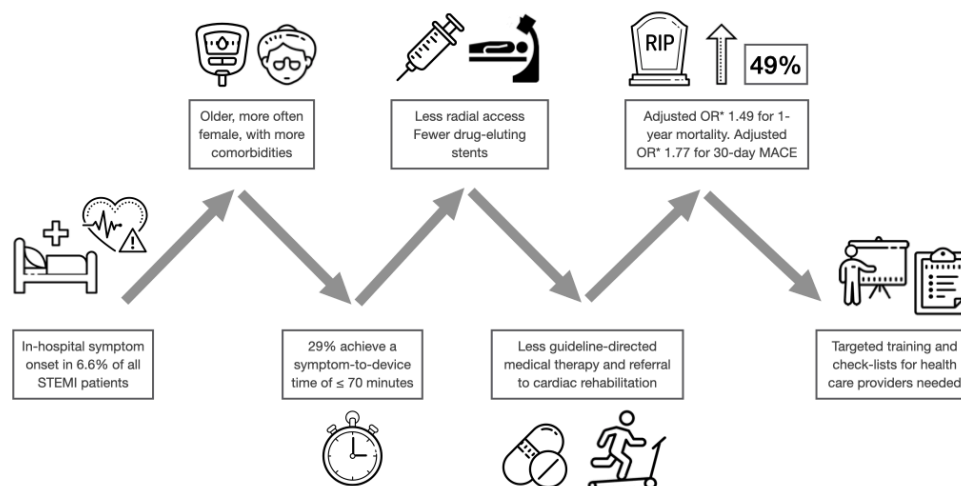 RIP
49%
Older, more often
female, with more
comorbidities
Less radial access
Fewer drug-eluting
stents
Adjusted OR* 1.49 for 1-
year mortality. Adjusted
OR* 1.77 for 30-day MACE
In-hospital symptom
onset in 6.6% of all
STEMI patients
29% achieve a
symptom-to-device
time of ≤ 70 minutes
Less guideline-directed
medical therapy and referral
to cardiac rehabilitation
Targeted training and
check-lists for health
care providers needed